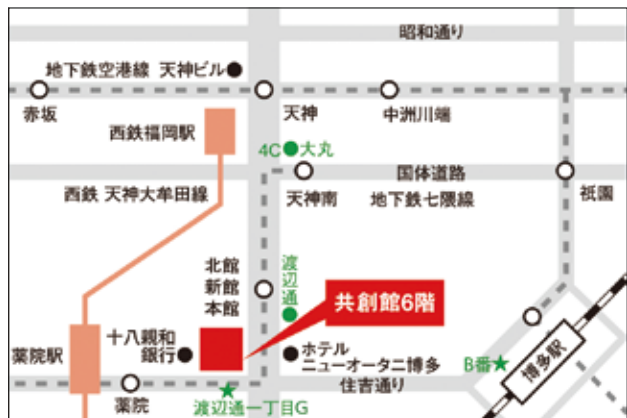 昭和通り
地下鉄空港線 天神ビル
赤坂
天神
中洲川端
西鉄福岡駅
4C
大丸
国体道路
西鉄 天神大牟田線
天神南
地下鉄七隈線
祇園
北館
新館
本館
渡辺通
共創館6階
薬院駅
十八親和
銀行
ホテル
ニューオータニ博多
B番★
博多駅
住吉通り
薬院
渡辺通一丁目G